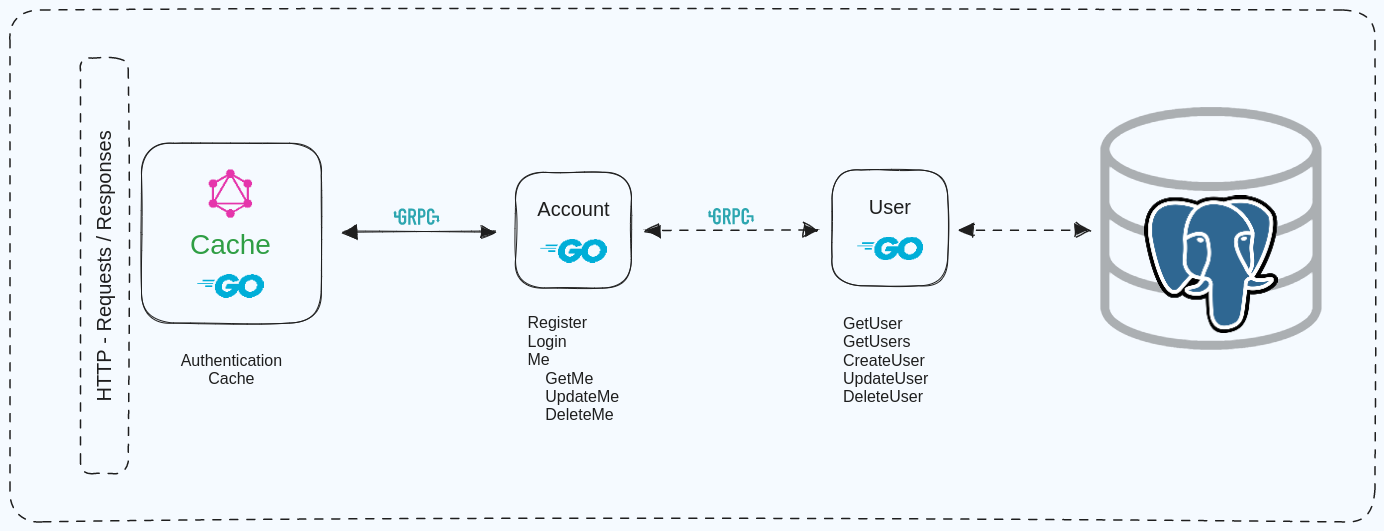 HTTP - Requests / Responses
Cache
GO
Authentication
Cache
GRPC
Account
GO
Register
Login
Me
GetMe
UpdateMe
DeleteMe
GRPC
User
GO
GetUser
GetUsers
CreateUser
UpdateUser
DeleteUser